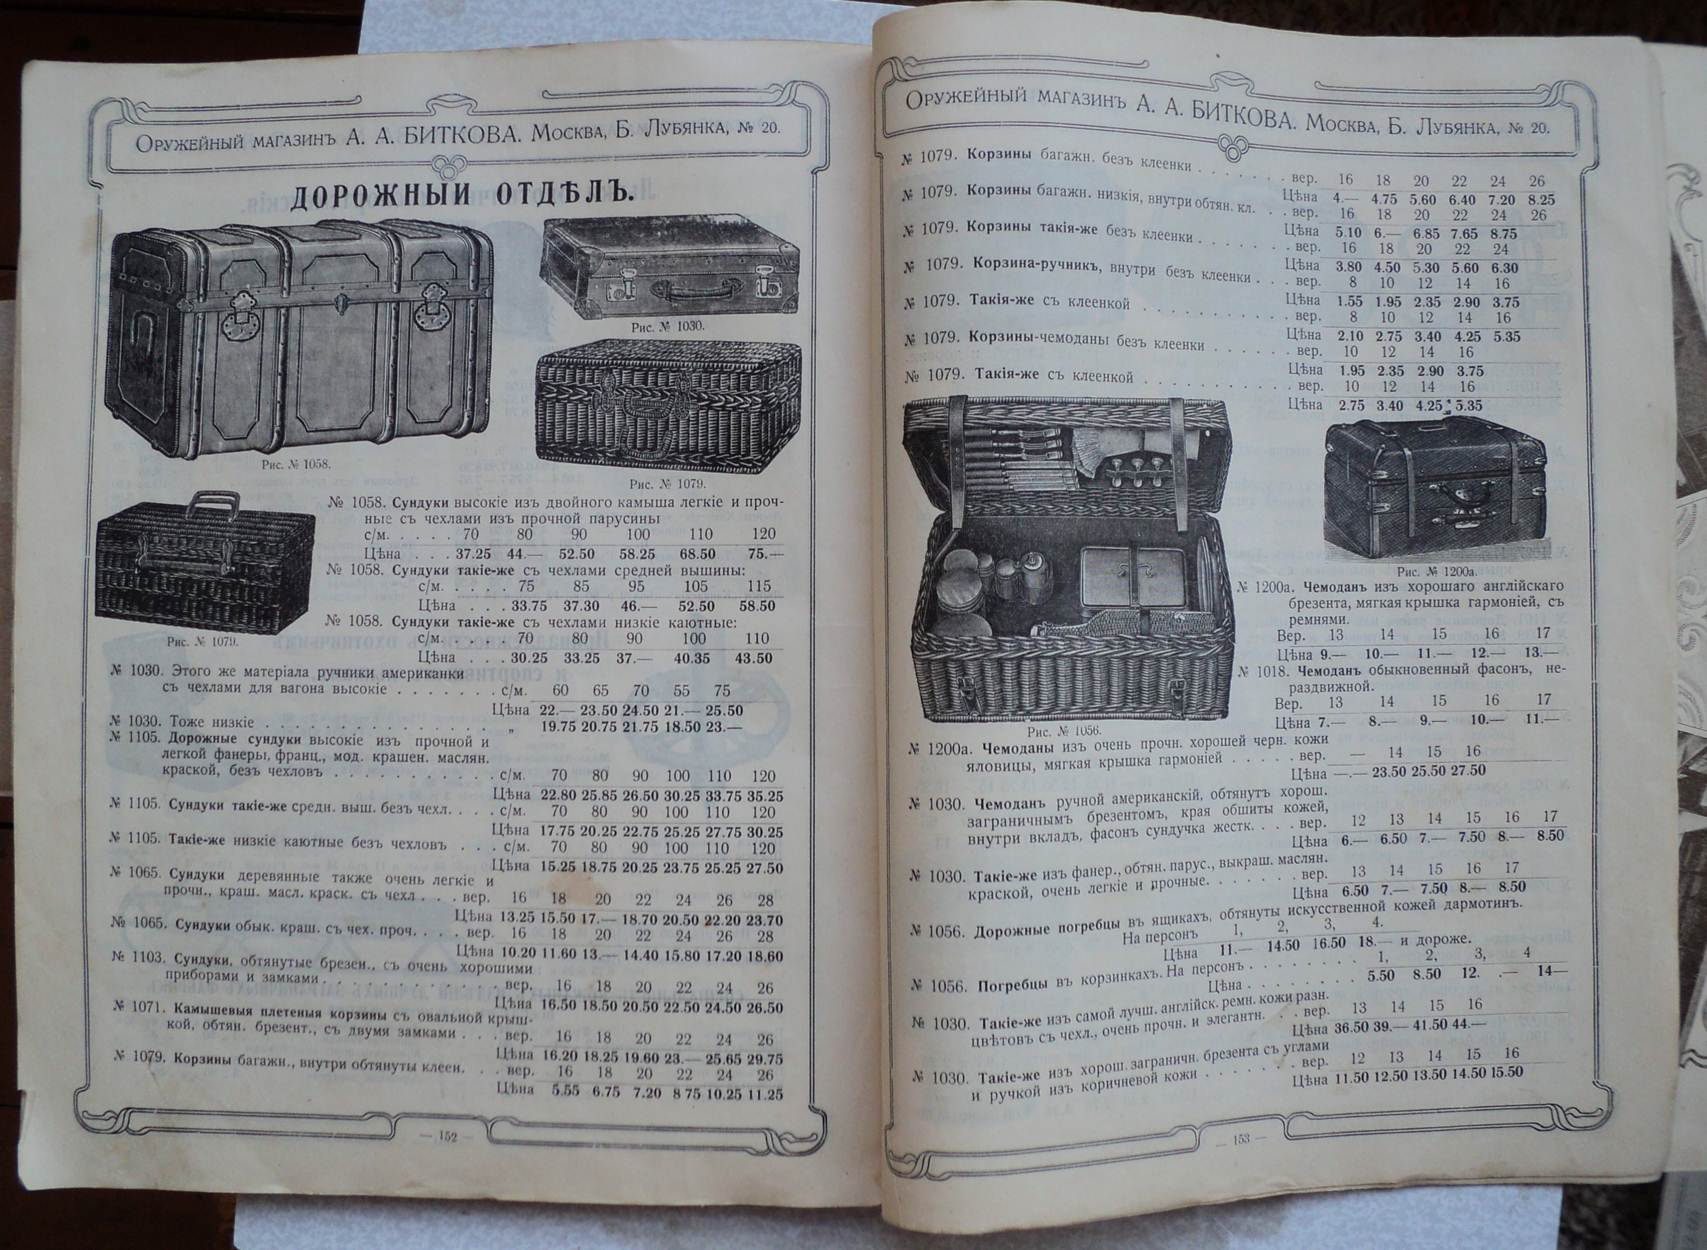 Оружейный магазинъ А. А. БИТКОВА. Москва, Б. Лубянка, № 20.
ДОРОЖНЫИ ОТДѢЛЪ.
Рис. № 1030.
Рис. № 1058.
Рис. № 1079.
Рис. № 1079.
№ 1058. Сундуки высокіе изъ двойного камыша легкіе и проч-
ные съ чехлами изъ прочной парусины
с/м. . . . . 70 80 90 100 110 120
Цѣна . . . 37.25 44.— 52.50 58.25 68.50 75.—
№ 1058. Сундуки такіе-же съ чехлами средней вышины:
с/м. . . . . 75 85 95 105 115
Цѣна . . . 33.75 37.30 46.— 52.50 58.50
№ 1058. Сундуки такіе-же съ чехлами низкіе каютные:
с/м. . . . . 70 80 90 100 110
Цѣна . . . 30.25 33.25 37.— 40.35 43.50
№ 1030. Этого же матеріала ручники американки
съ чехлами для вагона высокіе . . . . . . . с/м. 60 65 70 55 75
Цѣна 22.— 23.50 24.50 21.— 25.50
№ 1030. Тоже низкіе . . . . . . . . . . . . . . „ 19.75 20.75 21.75 18.50 23.—
№ 1105. Дорожные сундуки высокіе изъ прочной и
легкой фанеры, франц., мод. крашен. маслян.
краской, безъ чехловъ . . . . . . . . . . с/м. 70 80 90 100 110 120
Цѣна 22.80 25.85 26.50 30.25 33.75 35.25
№ 1105. Сундуки такіе-же средн. выш. безъ чехл. . . . с/м. 70 80 90 100 110 120
Цѣна 17.75 20.25 22.75 25.25 27.75 30.25
№ 1105. Такіе-же низкіе каютные безъ чехловъ . . . с/м. 70 80 90 100 110 120
Цѣна 15.25 18.75 20.25 23.75 25.25 27.50
№ 1065. Сундуки деревянные также очень легкіе и
прочн., краш. масл. краск. съ чехл . . . вер. 16 18 20 22 24 26 28
Цѣна 13.25 15.50 17.— 18.70 20.50 22.20 23.70
№ 1065. Сундуки обык. краш. съ чех. проч. . . . вер. 16 18 20 22 24 26 28
Цѣна 10.20 11.60 13.— 14.40 15.80 17.20 18.60
№ 1103. Сундуки, обтянутые брезен., съ очень хорошими
приборами и замками . . . . . . . . . . . вер. 16 18 20 22 24 26
Цѣна 16.50 18.50 20.50 22.50 24.50 26.50
№ 1071. Камышевыя плетеныя корзины съ овальной крыш-
кой, обтян. брезент., съ двумя замками . . . вер. 16 18 20 22 24 26
Цѣна 16.20 18.25 19.60 23.— 25.65 29.75
№ 1079. Корзины багажн., внутри обтянуты клеен. . . вер. 16 18 20 22 24 26
Цѣна 5.55 6.75 7.20 8 75 10.25 11.25
— 152 —
Оружейный магазинъ А. А. БИТКОВА. Москва, Б. Лубянка, № 20.
№ 1079. Корзины багажн. безъ клеенки . . . . . . . вер. 16 18 20 22 24 26
Цѣна 4.— 4.75 5.60 6.40 7.20 8.25
№ 1079. Корзины багажн. низкія, внутри обтян. кл. . . вер. 16 18 20 22 24 26
Цѣна 5.10 6.— 6.85 7.65 8.75
№ 1079. Корзины такія-же безъ клеенки . . . . . . . вер. 16 18 20 22 24
Цѣна 3.80 4.50 5.30 5.60 6.30
№ 1079. Корзина-ручникъ, внутри безъ клеенки . . . вер. 8 10 12 14 16
Цѣна 1.55 1.95 2.35 2.90 3.75
№ 1079. Такія-же съ клеенкой . . . . . . . . . . . вер. 8 10 12 14 16
Цѣна 2.10 2.75 3.40 4.25 5.35
№ 1079. Корзины-чемоданы безъ клеенки . . . . . . вер. 10 12 14 16
Цѣна 1.95 2.35 2.90 3.75
№ 1079. Такія-же съ клеенкой . . . . . . . . . . . вер. 10 12 14 16
Цѣна 2.75 3.40 4.25 5.35
Рис. № 1056.
Рис. № 1200а.
№ 1200а. Чемоданъ изъ хорошаго англійскаго
брезента, мягкая крышка гармоніей, съ
ремнями.
Вер. 13 14 15 16 17
Цѣна 9.— 10.— 11.— 12.— 13.—
№ 1018. Чемоданъ обыкновенный фасонъ, не-
раздвижной.
Вер. 13 14 15 16 17
Цѣна 7.— 8.— 9.— 10.— 11.—
№ 1200а. Чемоданы изъ очень прочн. хорошей черн. кожи
яловицы, мягкая крышка гармоніей . . . . . вер. — 14 15 16
Цѣна —.— 23.50 25.50 27.50
№ 1030. Чемоданъ ручной американскій, обтянутъ хорош.
заграничнымъ брезентомъ, края обшиты кожей,
внутри вкладъ, фасонъ сундучка жестк. . . . вер. 12 13 14 15 16 17
Цѣна 6.— 6.50 7.— 7.50 8.— 8.50
№ 1030. Такіе-же изъ фанер., обтян. парус., выкраш. маслян.
краской, очень легкіе и прочные. . . . . . . вер. 13 14 15 16 17
Цѣна 6.50 7.— 7.50 8.— 8.50
№ 1056. Дорожные погребцы въ ящикахъ, обтянуты искусственной кожей дармотинъ.
На персонъ 1, 2, 3, 4.
Цѣна 11.— 14.50 16.50 18.— и дороже.
№ 1056. Погребцы въ корзинкахъ. На персонъ . . . . . . . . 1, 2, 3, 4
Цѣна . . . . . . . . 5.50 8.50 12. .— 14—
№ 1030. Такіе-же изъ самой лучш. англійск. ремн. кожи разн.
цвѣтовъ съ чехл., очень прочн. и элегантн. . . вер. 13 14 15 16
Цѣна 36.50 39.— 41.50 44.—
№ 1030. Такіе-же изъ хорош. заграничн. брезента съ углами
и ручкой изъ коричневой кожи . . . . . . . вер. 12 13 14 15 16
Цѣна 11.50 12.50 13.50 14.50 15.50
— 153 —